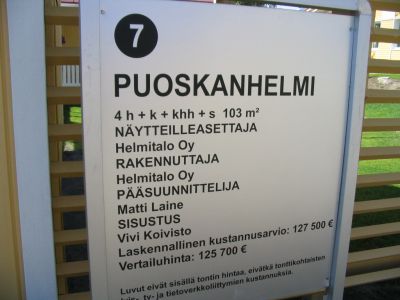 7
PUOSKANHELMI
4 h + k + khh + s 103 m²
NÄYTTEILLEASETTAJA
Helmitalo Oy
RAKENNUTTAJA
Helmitalo Oy
PÄÄSUUNNITTELIJA
Matti Laine
SISUSTUS
Vivi Koivisto
Laskennallinen kustannusarvio: 127 500 €
Vertailuhinta: 125 700 €
Luvut eivät sisällä tontin hintaa, eivätkä tonttikohtaisten
tv- ja tietoverkkoliittymien kustannuksia.